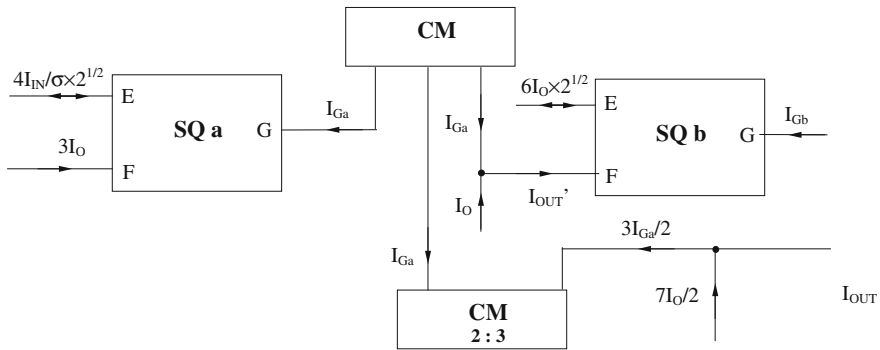 CM
4I_IN/σ×2^1/2
E
SQ a
G
F
3I_O
I_Ga
I_Ga
6I_O×2^1/2
E
SQ b
G
F
I_Gb
I_O
I_OUT'
I_Ga
3I_Ga/2
7I_O/2
I_OUT
CM
2 : 3